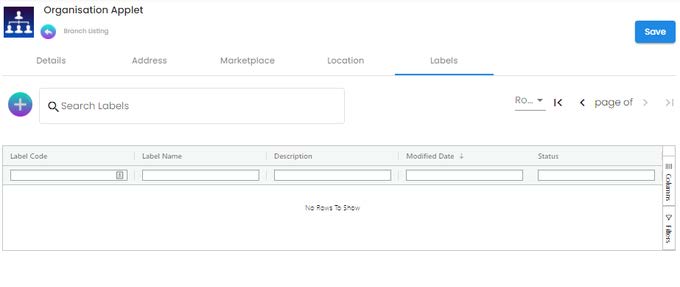 Organisation Applet
Branch Listing
Save
Details Address Marketplace Location Labels
Search Labels
Ro... page of
Label Code Label Name Description Modified Date Status
No Rows To Show
Columns
Filters